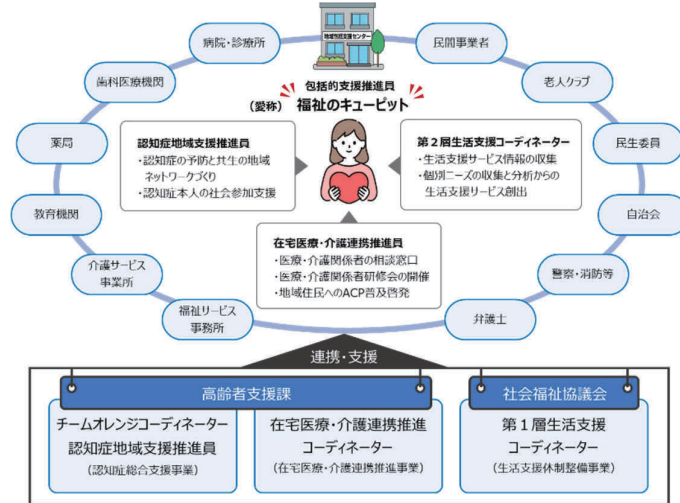 地域包括支援センター
病院・診療所
民間事業者
歯科医療機関
老人クラブ
包括的支援推進員
(愛称) 福祉のキューピット
薬局
民生委員
認知症地域支援推進員
・認知症の予防と共生の地域
ネットワークづくり
・認知症本人の社会参加支援
第2層生活支援コーディネーター
・生活支援サービス情報の収集
・個別ニーズの収集と分析からの
生活支援サービス創出
教育機関
自治会
在宅医療・介護連携推進員
・医療・介護関係者の相談窓口
・医療・介護関係者研修会の開催
・地域住民へのACP普及啓発
介護サービス
事業所
警察・消防等
福祉サービス
事務所
弁護士
連携・支援
高齢者支援課
社会福祉協議会
チームオレンジコーディネーター
認知症地域支援推進員
(認知症総合支援事業)
在宅医療・介護連携推進
コーディネーター
(在宅医療・介護連携推進事業)
第1層生活支援
コーディネーター
(生活支援体制整備事業)